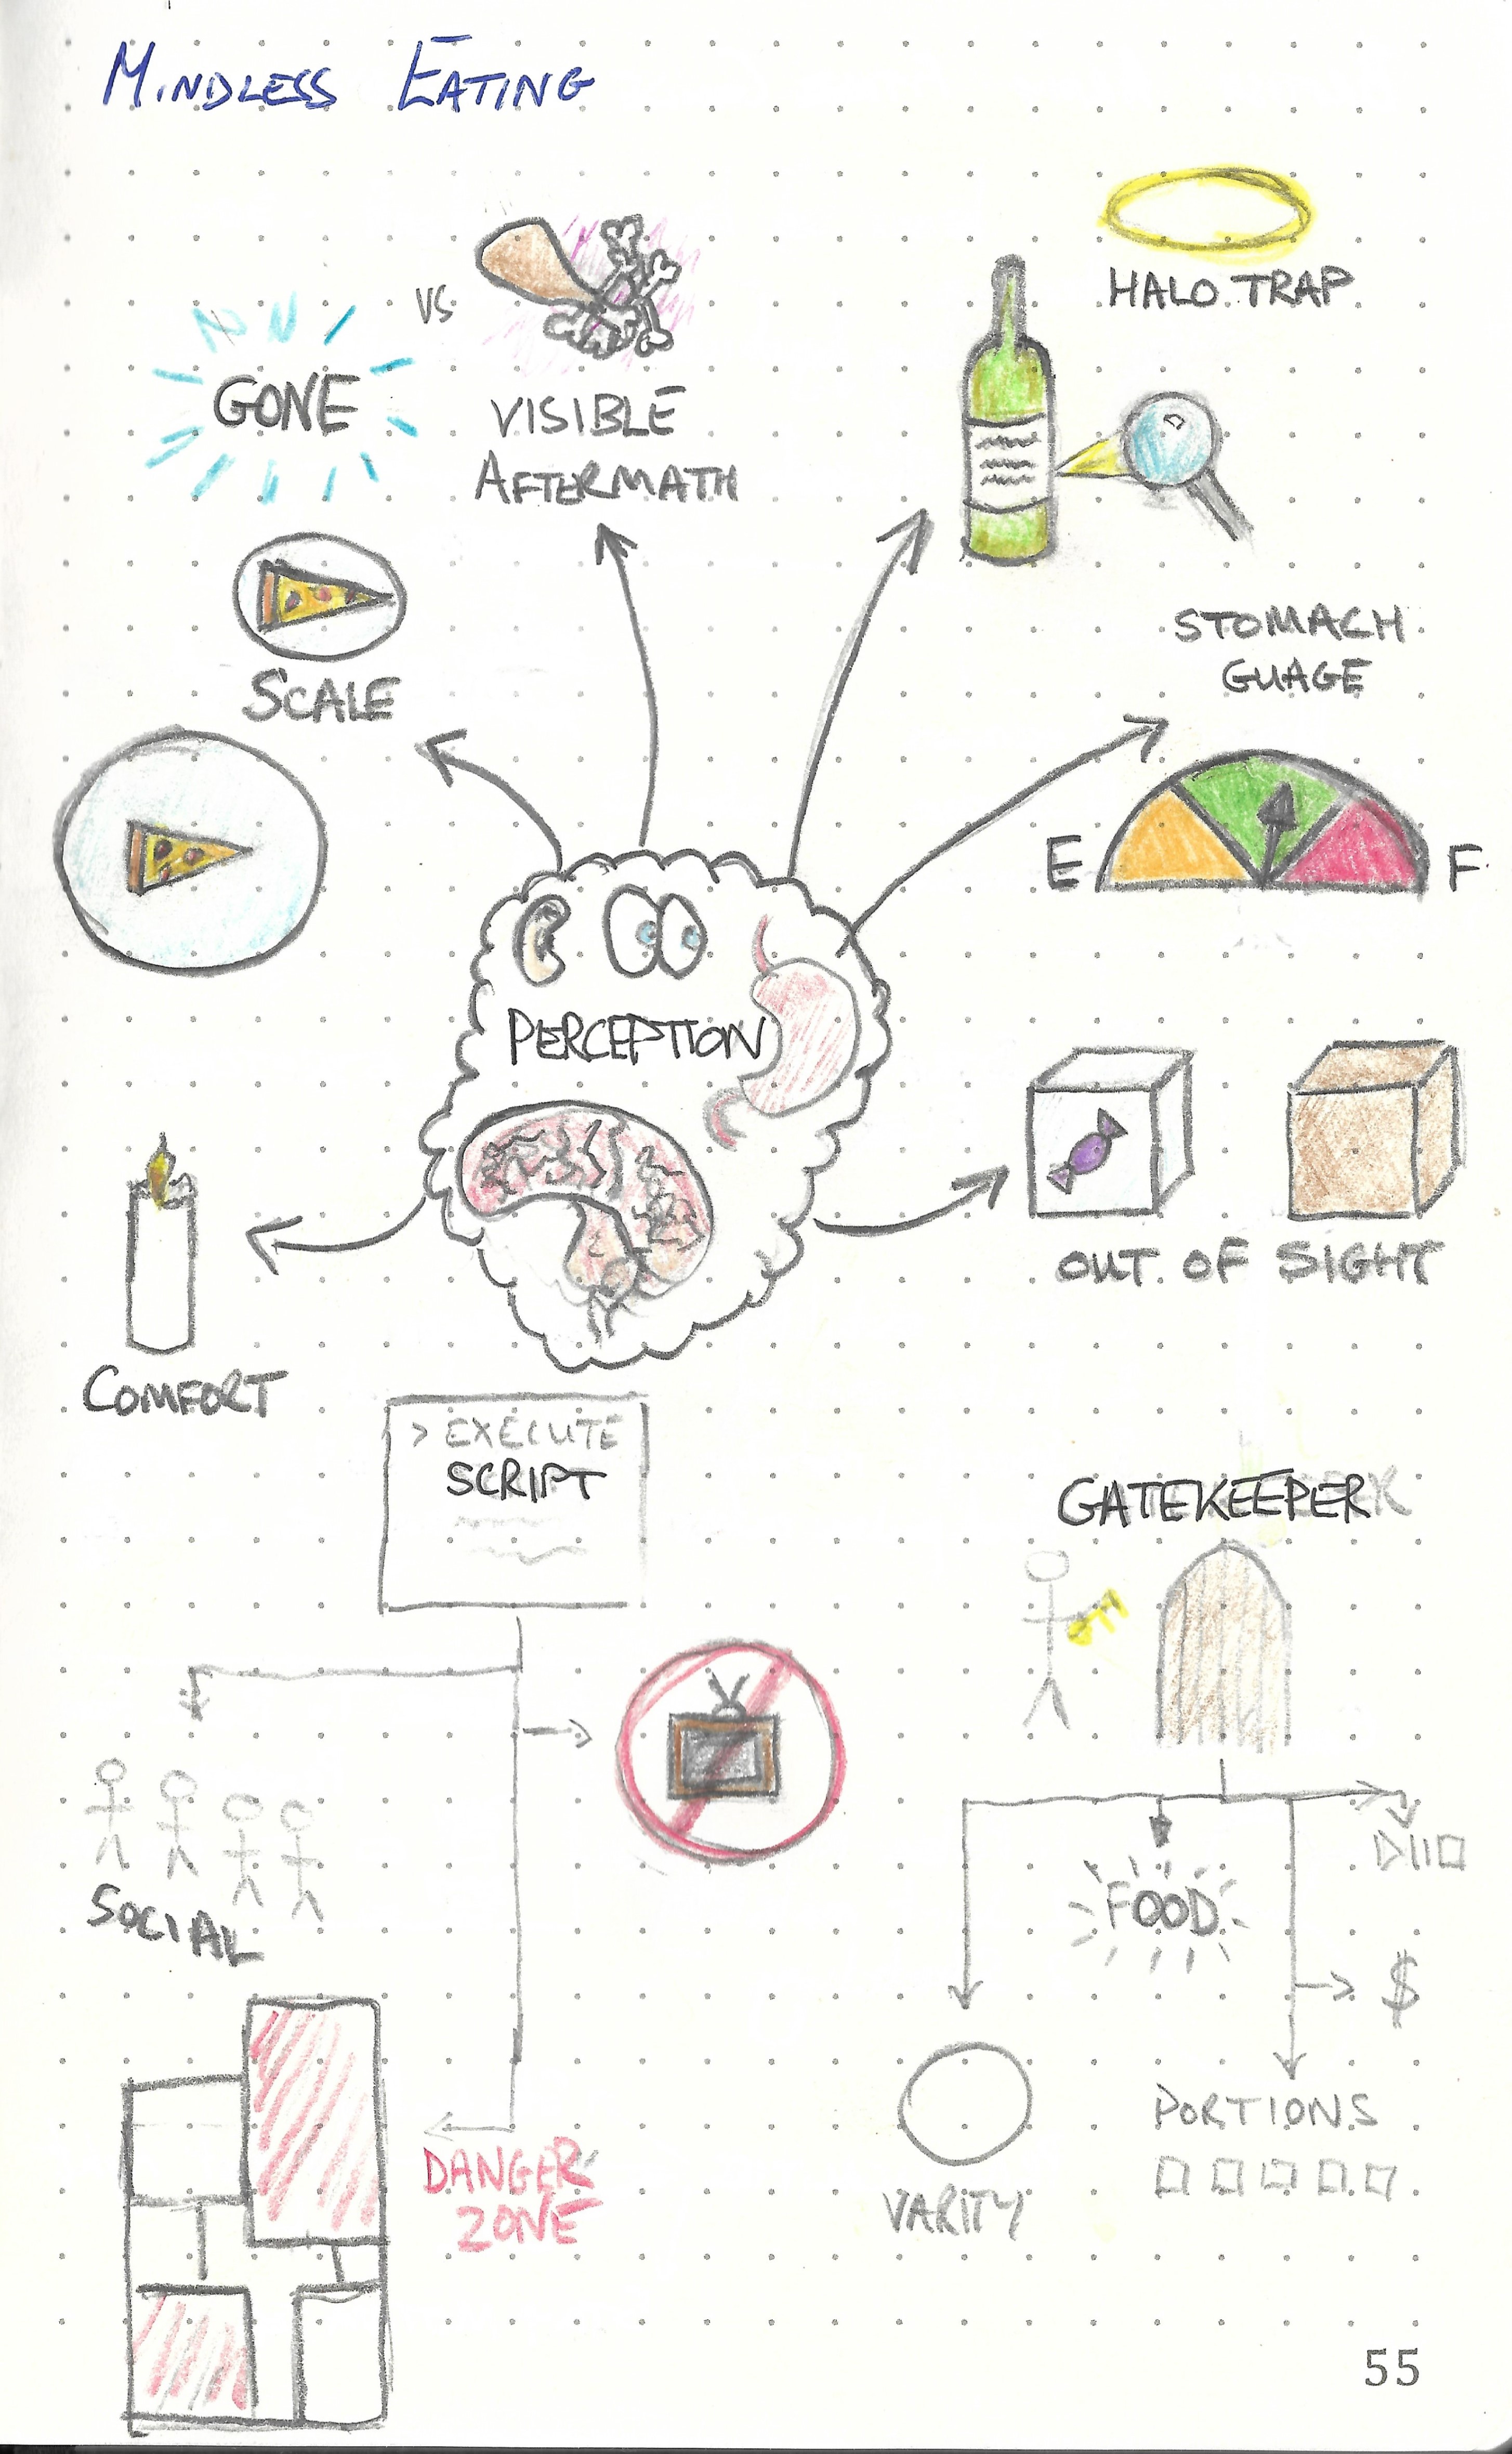 MINDLESS EATING
HALO TRAP
VS
GONE
VISIBLE
AFTERMATH
STOMACH
GUAGE
SCALE
E
F
PERCEPTION
OUT OF SIGHT
COMFORT
> EXECUTE
SCRIPT
GATEKEEPER
SOCIAL
FOOD
$
DANGER
ZONE
PORTIONS
VARITY
55